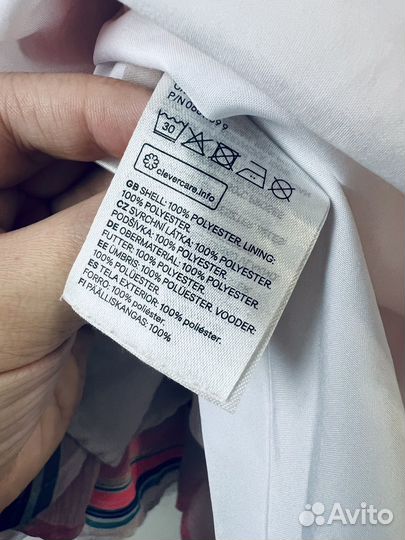 P/N
30
clevercare.info
GB SHELL: 100% POLYESTER. LINING:
100% POLYESTER.
CZ SVRCHNÍ LÁTKA: 100% POLYESTER.
PODŠÍVKA: 100% POLYESTER.
DE OBERMATERIAL: 100% POLYESTER.
FUTTER: 100% POLYESTER.
EE ÜMBRIS: 100% POLÜESTER. VOODER:
100% POLÜESTER.
ES TELA EXTERIOR: 100% poliéster.
FORRO: 100% poliéster.
FI PÄÄLLISKANGAS: 100%
Avito